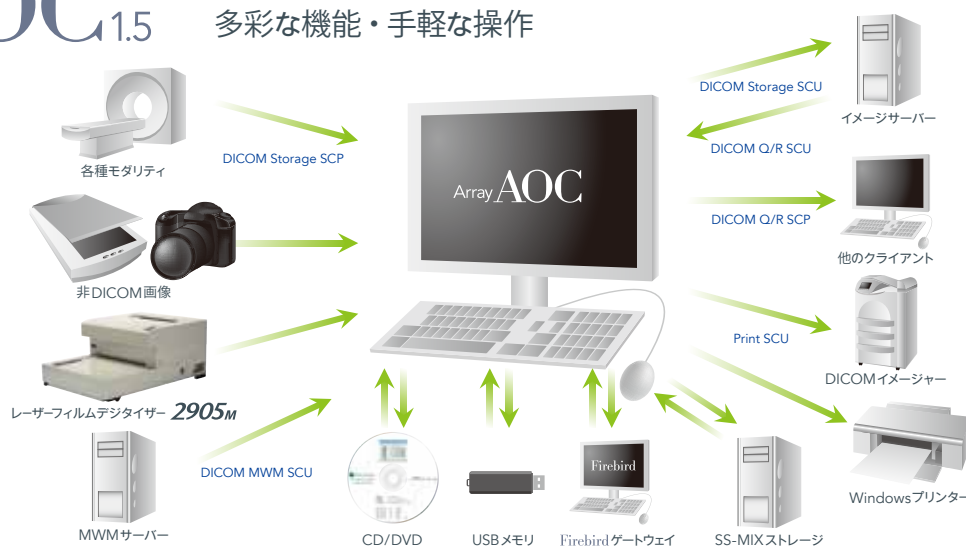 OC 1.5
多彩な機能・手軽な操作
各種モダリティ
DICOM Storage SCP
DICOM Storage SCU
イメージサーバー
DICOM Q/R SCU
Array AOC
DICOM Q/R SCP
他のクライアント
非DICOM画像
Print SCU
DICOMイメージャー
レーザーフィルムデジタイザー 2905M
DICOM MWM SCU
MWMサーバー
CD/DVD
USBメモリ
Firebird
Firebirdゲートウェイ
SS-MIXストレージ
Windowsプリンター